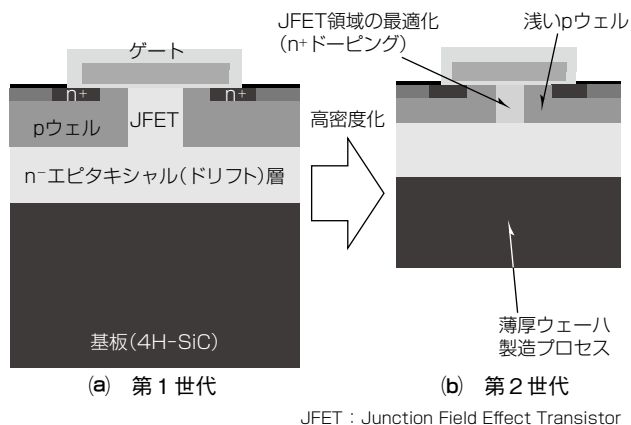 ゲート
n+
n+
pウェル
JFET
n⁻エピタキシャル(ドリフト)層
基板(4H-SiC)
(a) 第1世代
高密度化
JFET領域の最適化
(n⁺ドーピング)
浅いpウェル
薄厚ウェーハ
製造プロセス
(b) 第2世代
JFET：Junction Field Effect Transistor